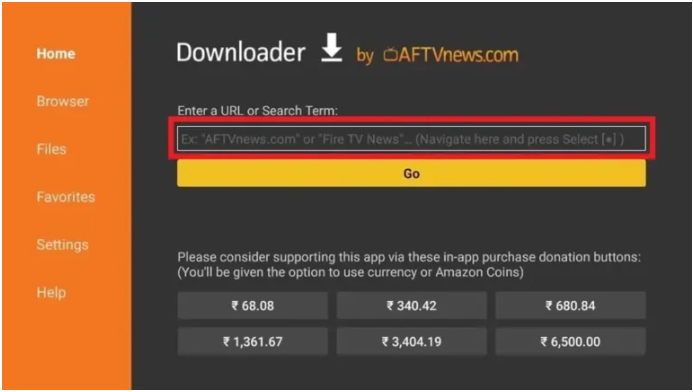 Home
Browser
Files
Favorites
Settings
Help
Downloader by AFTVnews.com
Enter a URL or Search Term:
Ex: "AFTVnews.com" or "Fire TV News"... (Navigate here and press Select [●] )
Go
Please consider supporting this app via these in-app purchase donation buttons:
(You'll be given the option to use currency or Amazon Coins)
₹ 68.08 ₹ 340.42 ₹ 680.84
₹ 1,361.67 ₹ 3,404.19 ₹ 6,500.00